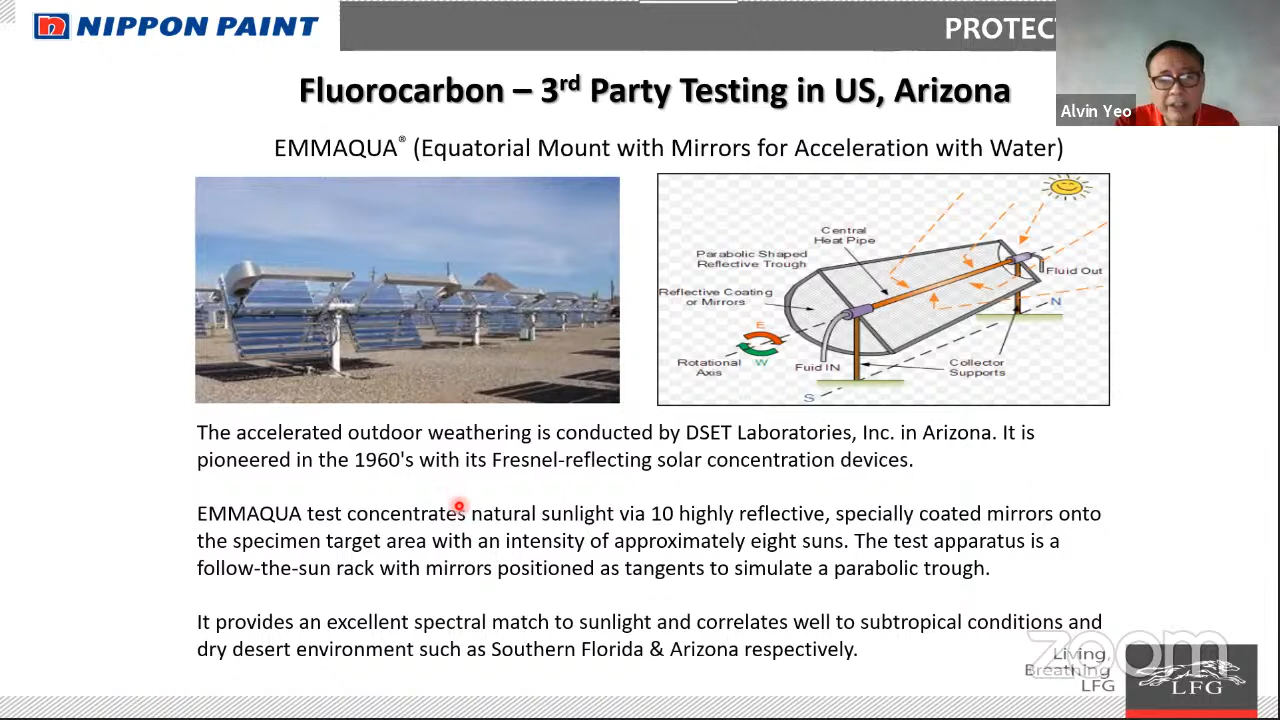 NIPPON PAINT
PROTEC
Alvin Yeo
Fluorocarbon – 3rd Party Testing in US, Arizona
EMMAQUA® (Equatorial Mount with Mirrors for Acceleration with Water)
Central
Heat Pipe
Parabolic Shaped
Reflective Trough
Fluid Out
Reflective Coating
or Mirrors
N
E
W
Rotational
Axis
Fuid IN
Collector
Supports
S
The accelerated outdoor weathering is conducted by DSET Laboratories, Inc. in Arizona. It is
pioneered in the 1960's with its Fresnel-reflecting solar concentration devices.
EMMAQUA test concentrates natural sunlight via 10 highly reflective, specially coated mirrors onto
the specimen target area with an intensity of approximately eight suns. The test apparatus is a
follow-the-sun rack with mirrors positioned as tangents to simulate a parabolic trough.
It provides an excellent spectral match to sunlight and correlates well to subtropical conditions and
dry desert environment such as Southern Florida & Arizona respectively.
zoom
Living,
Breathing
LFG
LFG